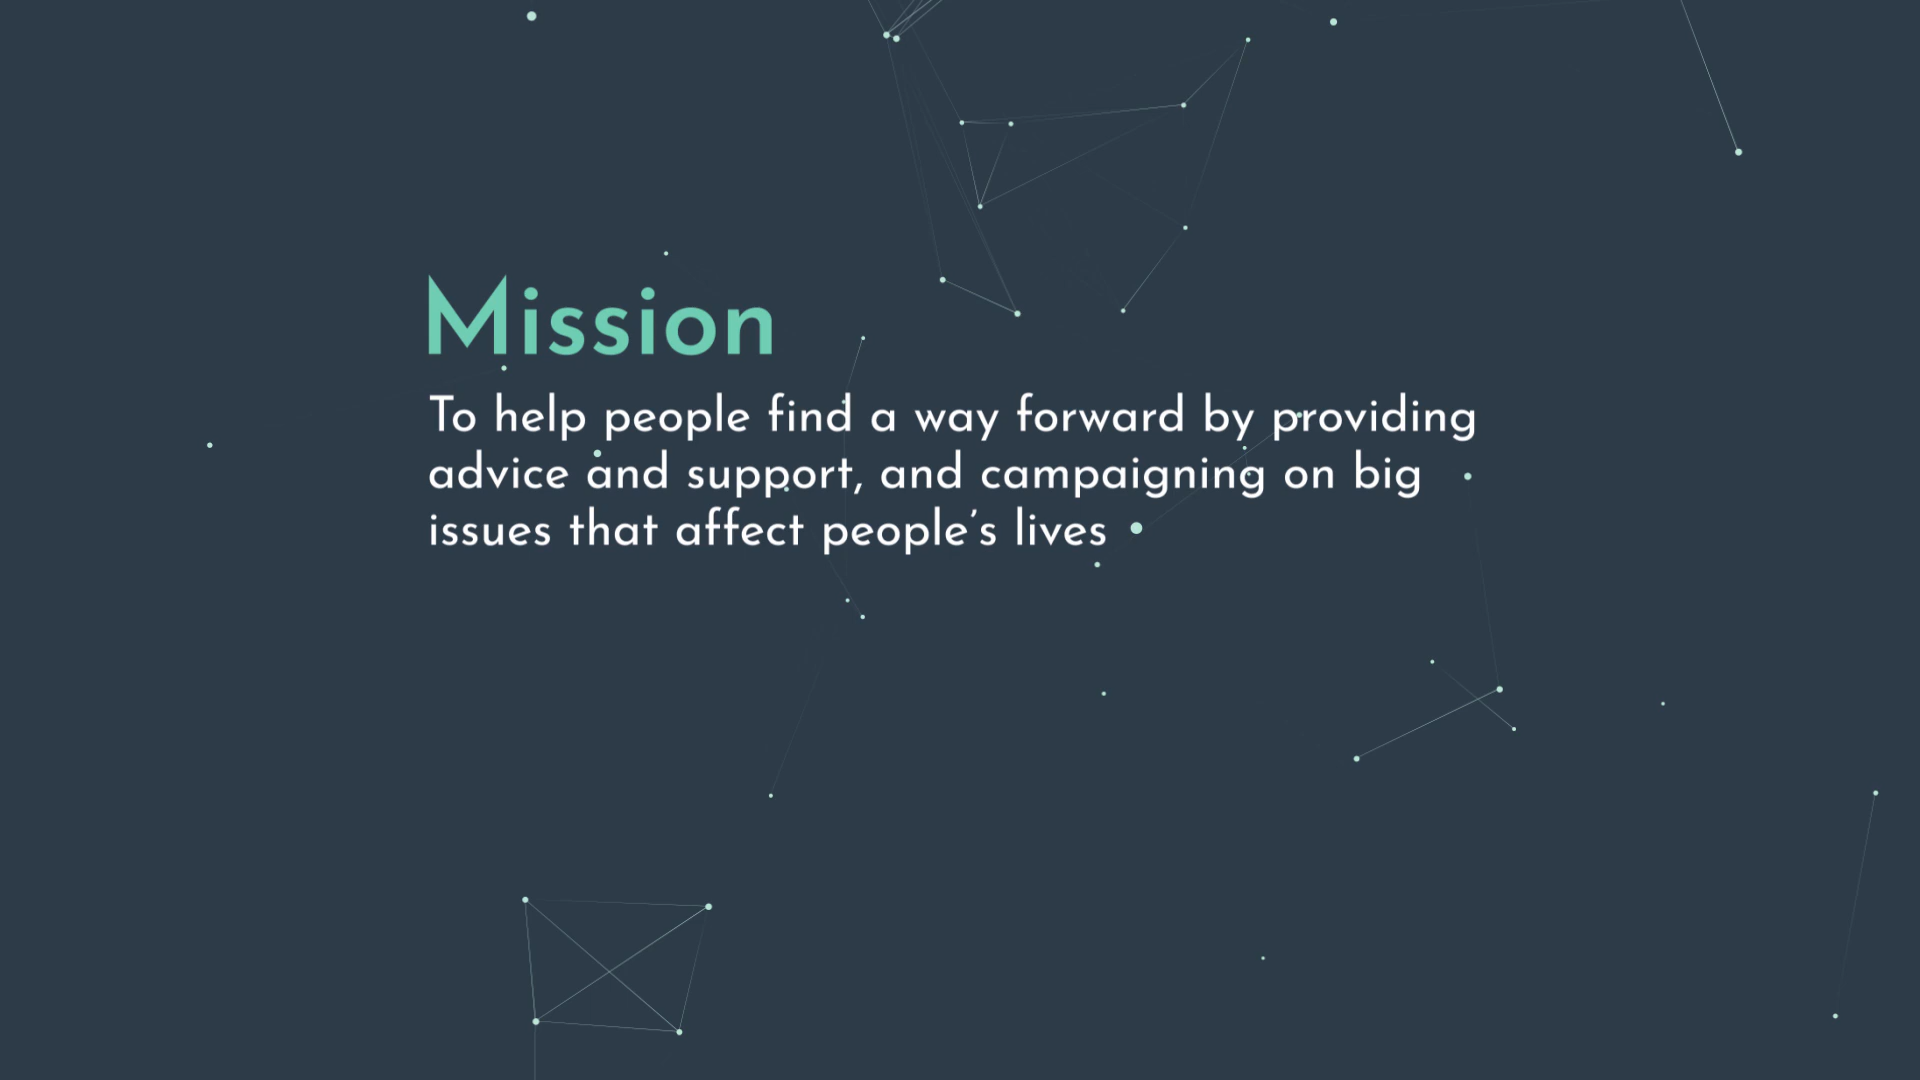 Mission
To help people find a way forward by providing
advice and support, and campaigning on big
issues that affect people’s lives